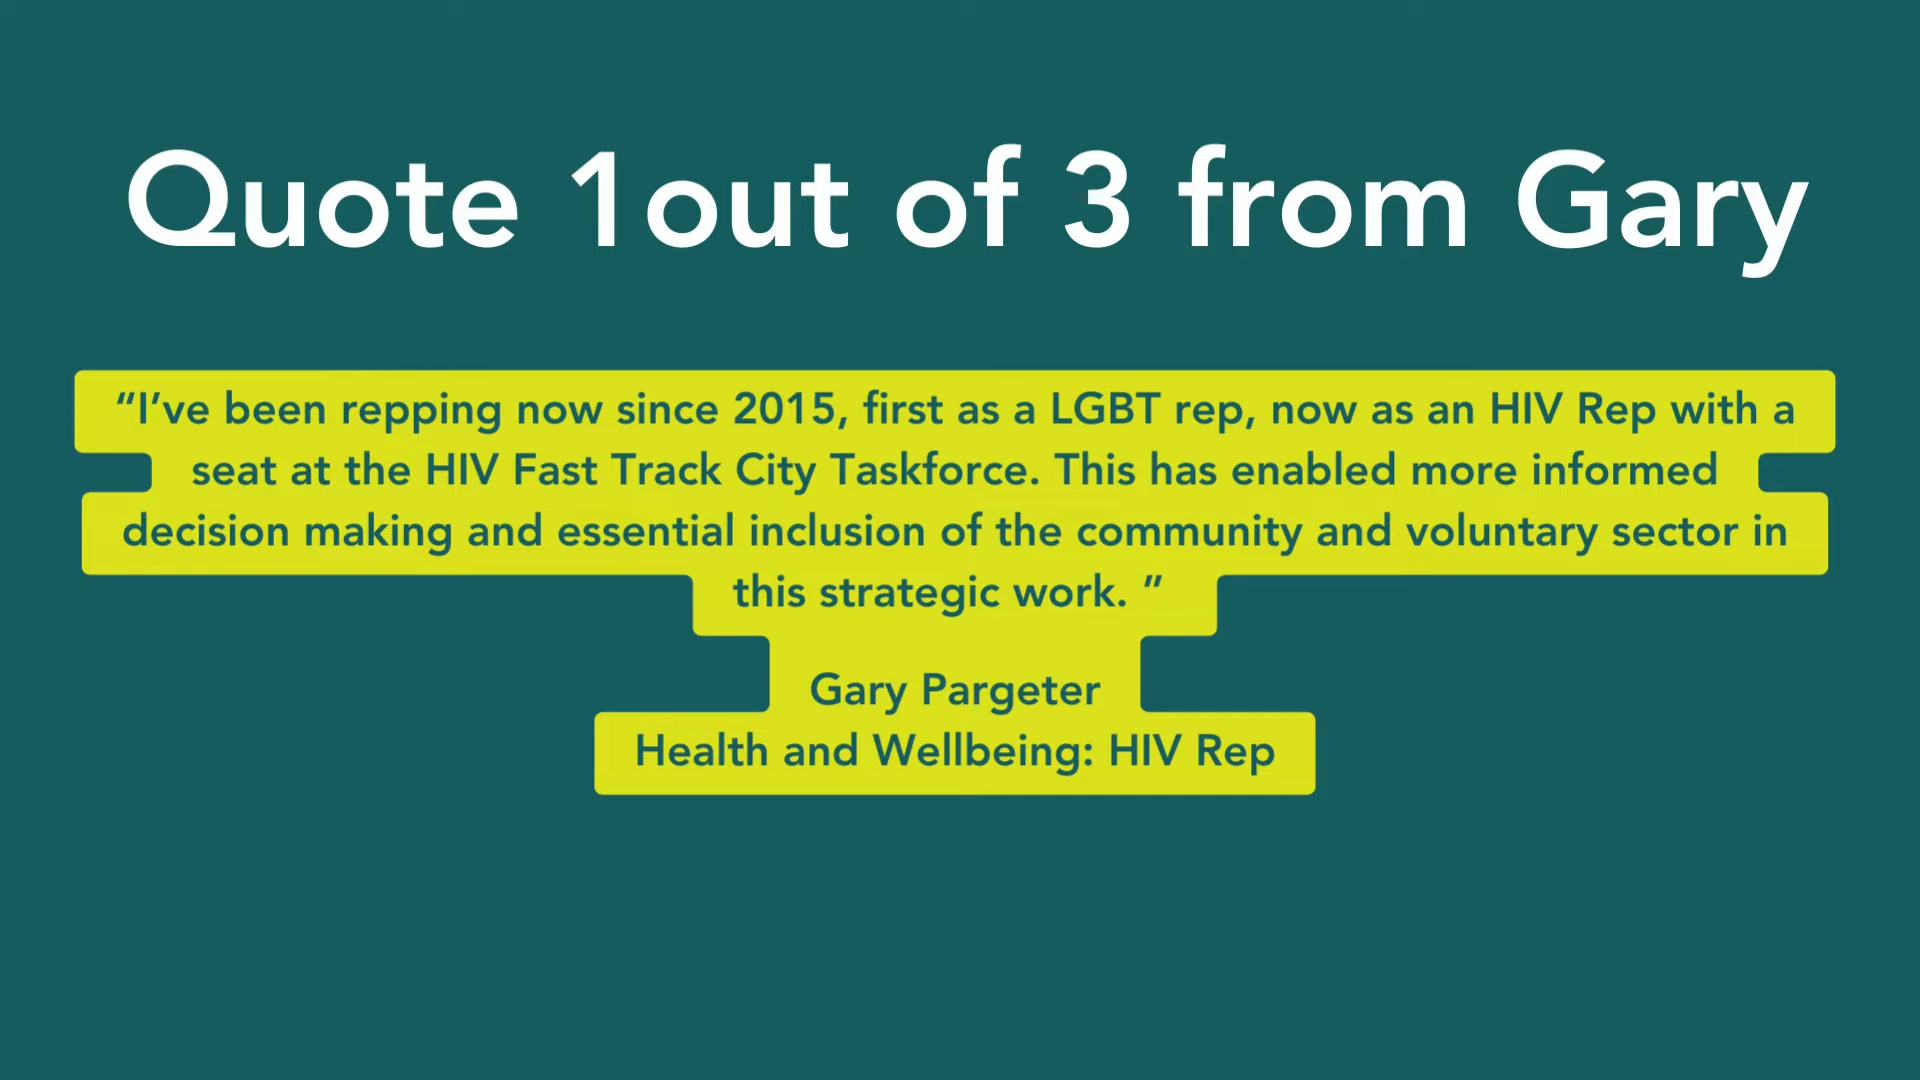 Quote 1out of 3 from Gary
“I’ve been repping now since 2015, first as a LGBT rep, now as an HIV Rep with a
seat at the HIV Fast Track City Taskforce. This has enabled more informed
decision making and essential inclusion of the community and voluntary sector in
this strategic work. ”
Gary Pargeter
Health and Wellbeing: HIV Rep